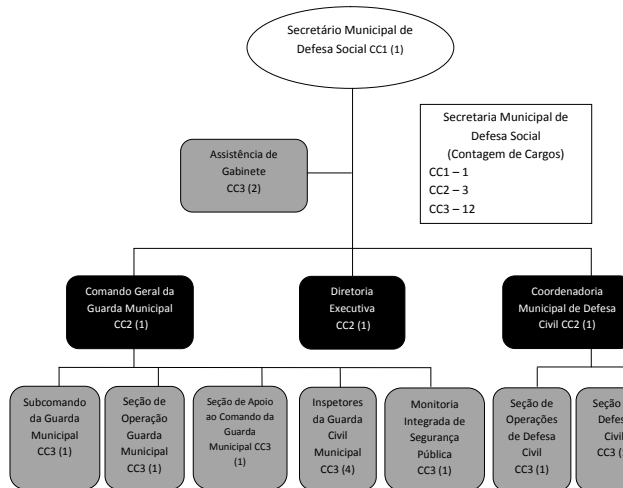 Secretário Municipal de
Defesa Social CC1 (1)
Secretaria Municipal de
Defesa Social
(Contagem de Cargos)
CC1 – 1
CC2 – 3
CC3 – 12
Assistência de
Gabinete
CC3 (2)
Comando Geral da
Guarda Municipal
CC2 (1)
Diretoria
Executiva
CC2 (1)
Coordenadoria
Municipal de Defesa
Civil CC2 (1)
Subcomando
da Guarda
Municipal
CC3 (1)
Seção de
Operação
Guarda
Municipal
CC3 (1)
Seção de Apoio
ao Comando da
Guarda
Municipal CC3
(1)
Inspetores
da Guarda
Civil
Municipal
CC3 (4)
Monitoria
Integrada de
Segurança
Pública
CC3 (1)
Seção de
Operações
de Defesa
Civil
CC3 (1)
Seção
Defe
Civil
CC3